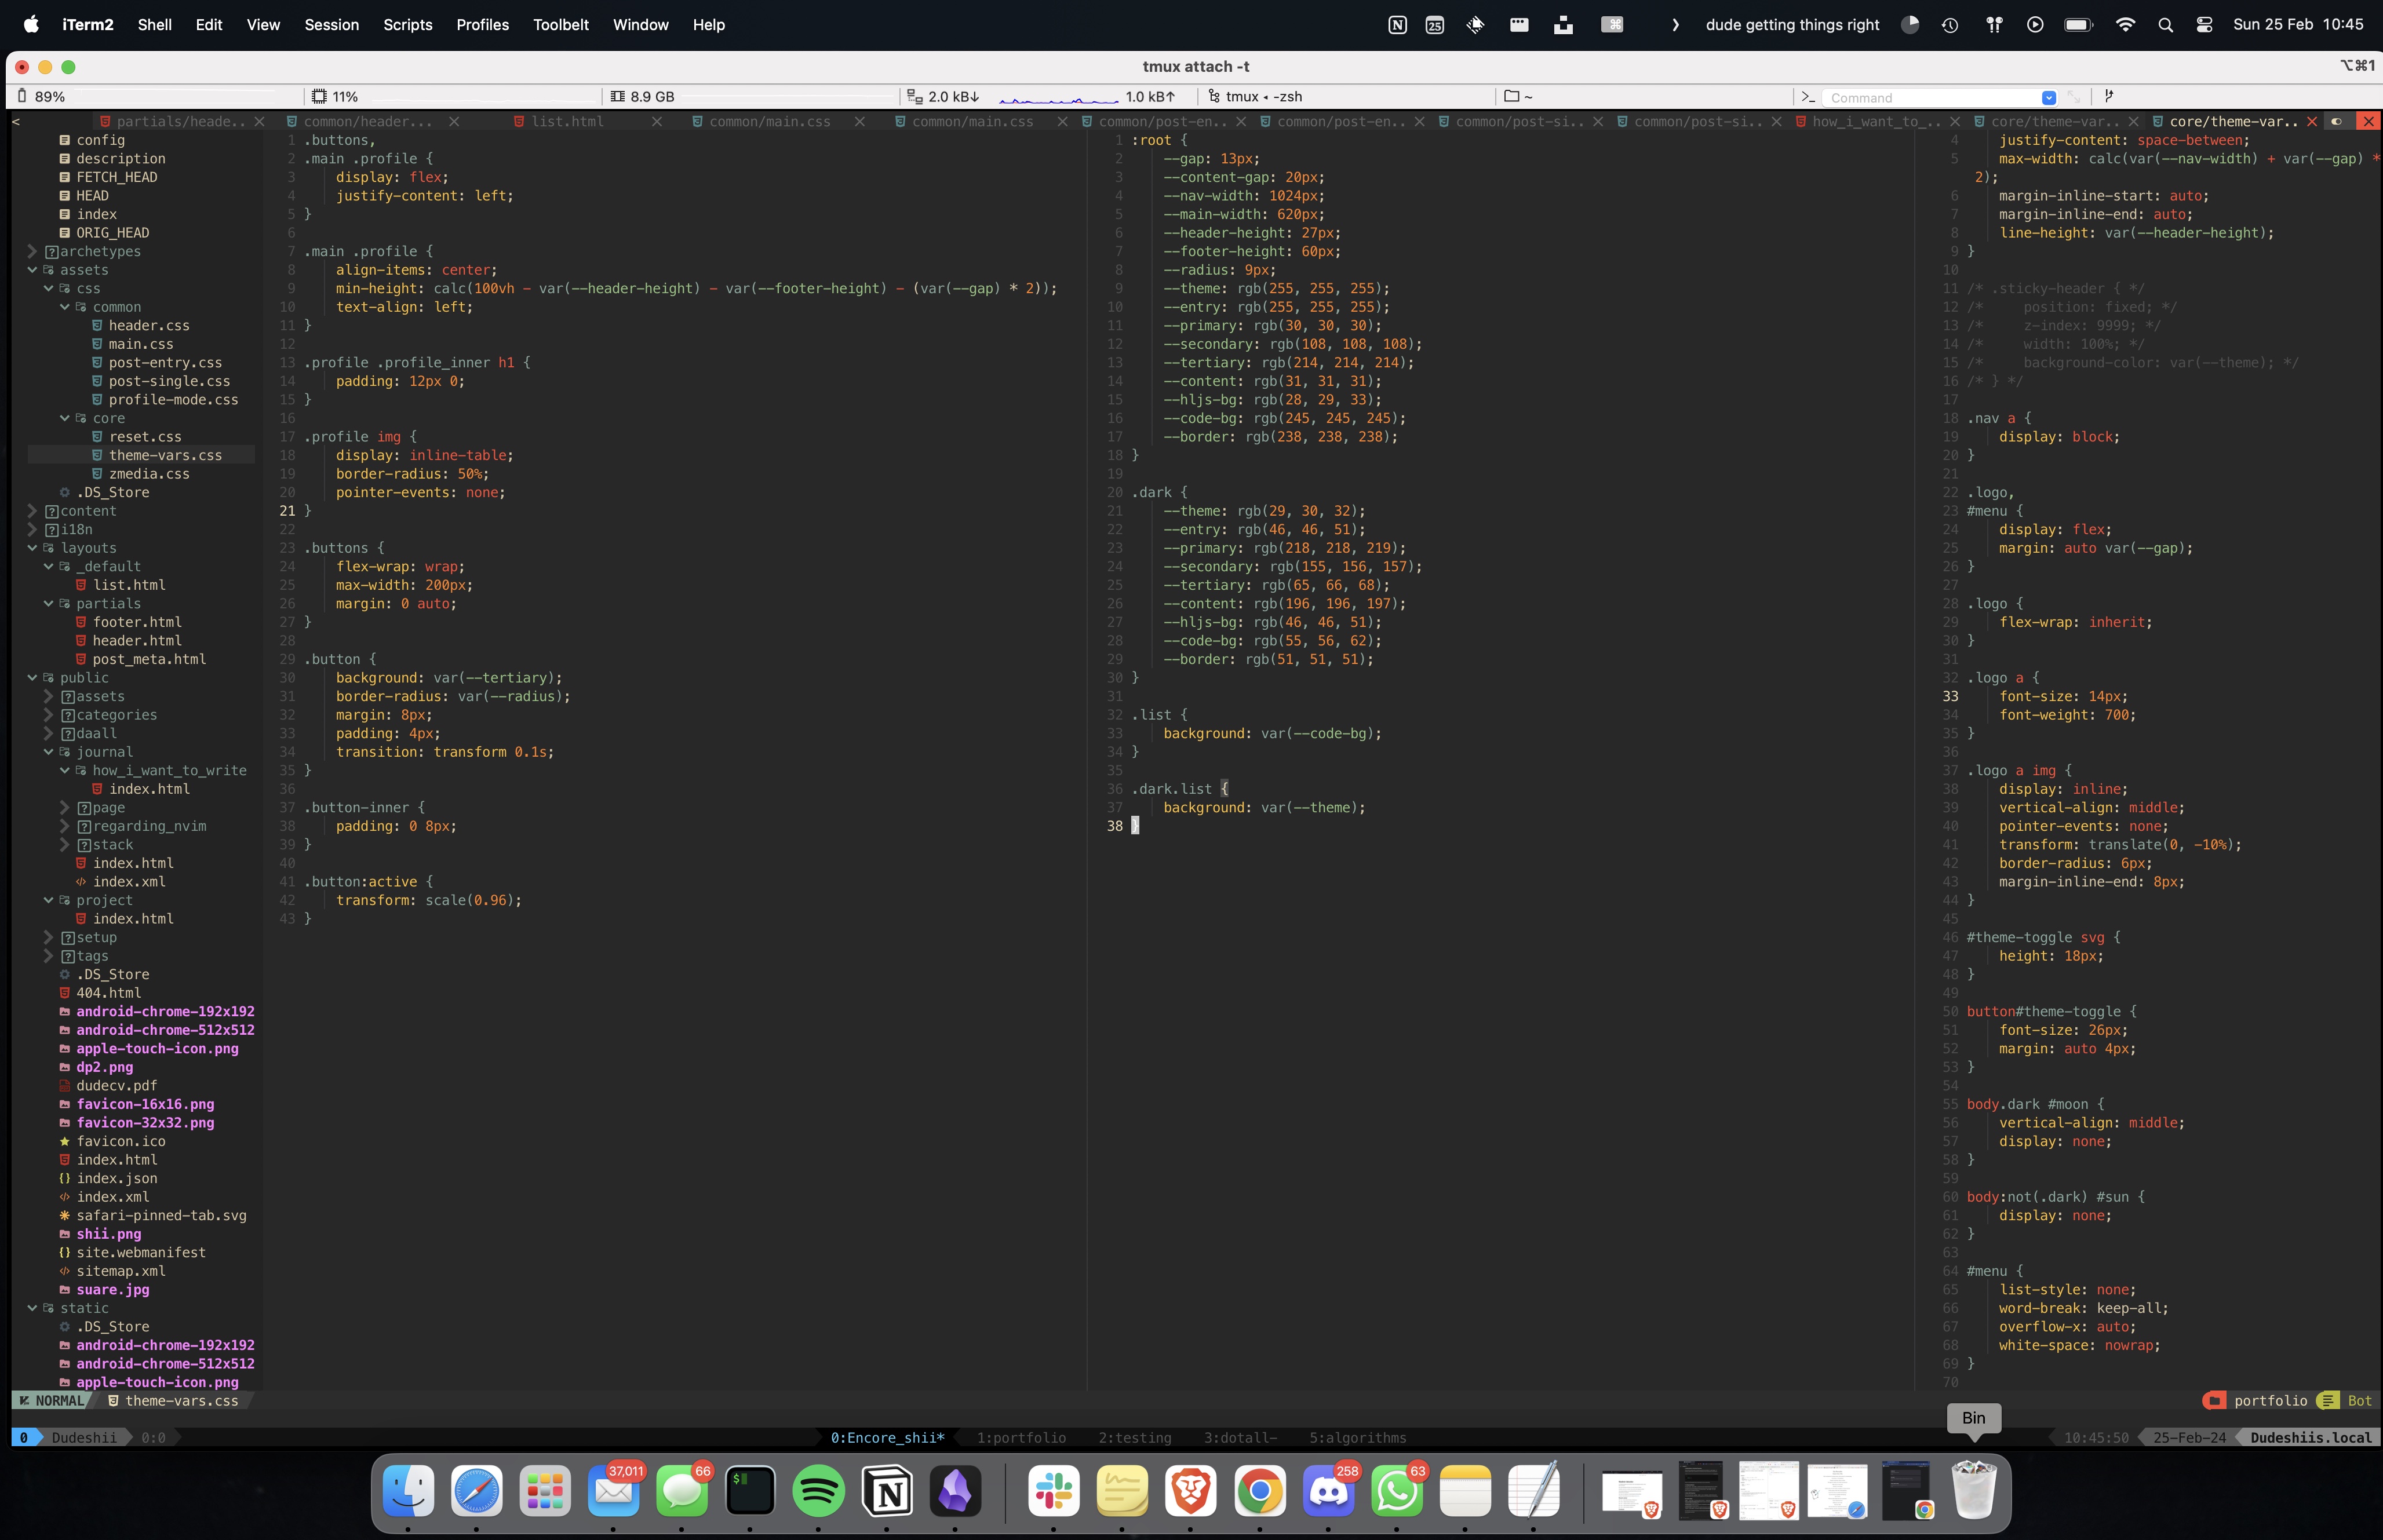 iTerm2 Shell Edit View Session Scripts Profiles Toolbelt Window Help
25 dude getting things right Sun 25 Feb 10:45
tmux attach -t
⌥⌘1
89% 11% 8.9 GB 2.0 kB↓ 1.0 kB↑ tmux ◂ -zsh ~ Command
< partials/heade.. common/header... list.html common/main.css common/main.css common/post-en.. common/post-en.. common/post-si.. common/post-si.. how_i_want_to_.. core/theme-var.. core/theme-var..
config
description
FETCH_HEAD
HEAD
index
ORIG_HEAD
archetypes
assets
css
common
header.css
main.css
post-entry.css
post-single.css
profile-mode.css
core
reset.css
theme-vars.css
zmedia.css
.DS_Store
content
i18n
layouts
_default
list.html
partials
footer.html
header.html
post_meta.html
public
assets
categories
daall
journal
how_i_want_to_write
index.html
page
regarding_nvim
stack
index.html
index.xml
project
index.html
setup
tags
.DS_Store
404.html
android-chrome-192x192
android-chrome-512x512
apple-touch-icon.png
dp2.png
dudecv.pdf
favicon-16x16.png
favicon-32x32.png
favicon.ico
index.html
index.json
index.xml
safari-pinned-tab.svg
shii.png
site.webmanifest
sitemap.xml
suare.jpg
static
.DS_Store
android-chrome-192x192
android-chrome-512x512
apple-touch-icon.png
1 .buttons,
2 .main .profile {
3 display: flex;
4 justify-content: left;
5 }
6
7 .main .profile {
8 align-items: center;
9 min-height: calc(100vh - var(--header-height) - var(--footer-height) - (var(--gap) * 2));
10 text-align: left;
11 }
12
13 .profile .profile_inner h1 {
14 padding: 12px 0;
15 }
16
17 .profile img {
18 display: inline-table;
19 border-radius: 50%;
20 pointer-events: none;
21 }
22
23 .buttons {
24 flex-wrap: wrap;
25 max-width: 200px;
26 margin: 0 auto;
27 }
28
29 .button {
30 background: var(--tertiary);
31 border-radius: var(--radius);
32 margin: 8px;
33 padding: 4px;
34 transition: transform 0.1s;
35 }
36
37 .button-inner {
38 padding: 0 8px;
39 }
40
41 .button:active {
42 transform: scale(0.96);
43 }
1 :root {
2 --gap: 13px;
3 --content-gap: 20px;
4 --nav-width: 1024px;
5 --main-width: 620px;
6 --header-height: 27px;
7 --footer-height: 60px;
8 --radius: 9px;
9 --theme: rgb(255, 255, 255);
10 --entry: rgb(255, 255, 255);
11 --primary: rgb(30, 30, 30);
12 --secondary: rgb(108, 108, 108);
13 --tertiary: rgb(214, 214, 214);
14 --content: rgb(31, 31, 31);
15 --hljs-bg: rgb(28, 29, 33);
16 --code-bg: rgb(245, 245, 245);
17 --border: rgb(238, 238, 238);
18 }
19
20 .dark {
21 --theme: rgb(29, 30, 32);
22 --entry: rgb(46, 46, 51);
23 --primary: rgb(218, 218, 219);
24 --secondary: rgb(155, 156, 157);
25 --tertiary: rgb(65, 66, 68);
26 --content: rgb(196, 196, 197);
27 --hljs-bg: rgb(46, 46, 51);
28 --code-bg: rgb(55, 56, 62);
29 --border: rgb(51, 51, 51);
30 }
31
32 .list {
33 background: var(--code-bg);
34 }
35
36 .dark.list {
37 background: var(--theme);
38 }
4 justify-content: space-between;
5 max-width: calc(var(--nav-width) + var(--gap) *
2);
6 margin-inline-start: auto;
7 margin-inline-end: auto;
8 line-height: var(--header-height);
9 }
10
11 /* .sticky-header { */
12 /* position: fixed; */
13 /* z-index: 9999; */
14 /* width: 100%; */
15 /* background-color: var(--theme); */
16 /* } */
17
18 .nav a {
19 display: block;
20 }
21
22 .logo,
23 #menu {
24 display: flex;
25 margin: auto var(--gap);
26 }
27
28 .logo {
29 flex-wrap: inherit;
30 }
31
32 .logo a {
33 font-size: 14px;
34 font-weight: 700;
35 }
36
37 .logo a img {
38 display: inline;
39 vertical-align: middle;
40 pointer-events: none;
41 transform: translate(0, -10%);
42 border-radius: 6px;
43 margin-inline-end: 8px;
44 }
45
46 #theme-toggle svg {
47 height: 18px;
48 }
49
50 button#theme-toggle {
51 font-size: 26px;
52 margin: auto 4px;
53 }
54
55 body.dark #moon {
56 vertical-align: middle;
57 display: none;
58 }
59
60 body:not(.dark) #sun {
61 display: none;
62 }
63
64 #menu {
65 list-style: none;
66 word-break: keep-all;
67 overflow-x: auto;
68 white-space: nowrap;
69 }
70
NORMAL theme-vars.css portfolio Bot
Bin
0 Dudeshii 0:0 0:Encore_shii* 1:portfolio 2:testing 3:dotall- 5:algorithms 10:45:50 25-Feb-24 Dudeshiis.local
37,011 66 258 63